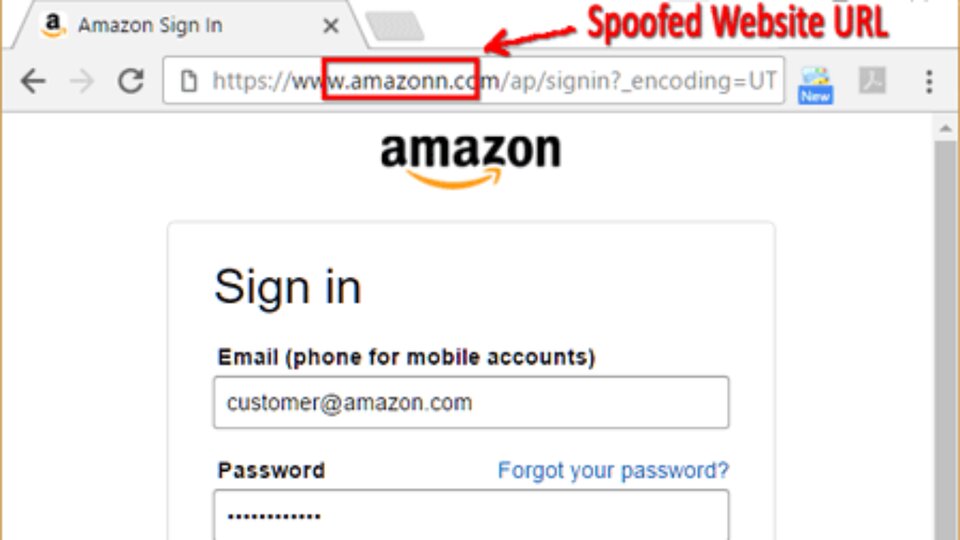 Amazon Sign In
Spoofed Website URL
https://www.amazonn.com/ap/signin?_encoding=UT
New
amazon
Sign in
Email (phone for mobile accounts)
customer@amazon.com
Password Forgot your password?
••••••••••••